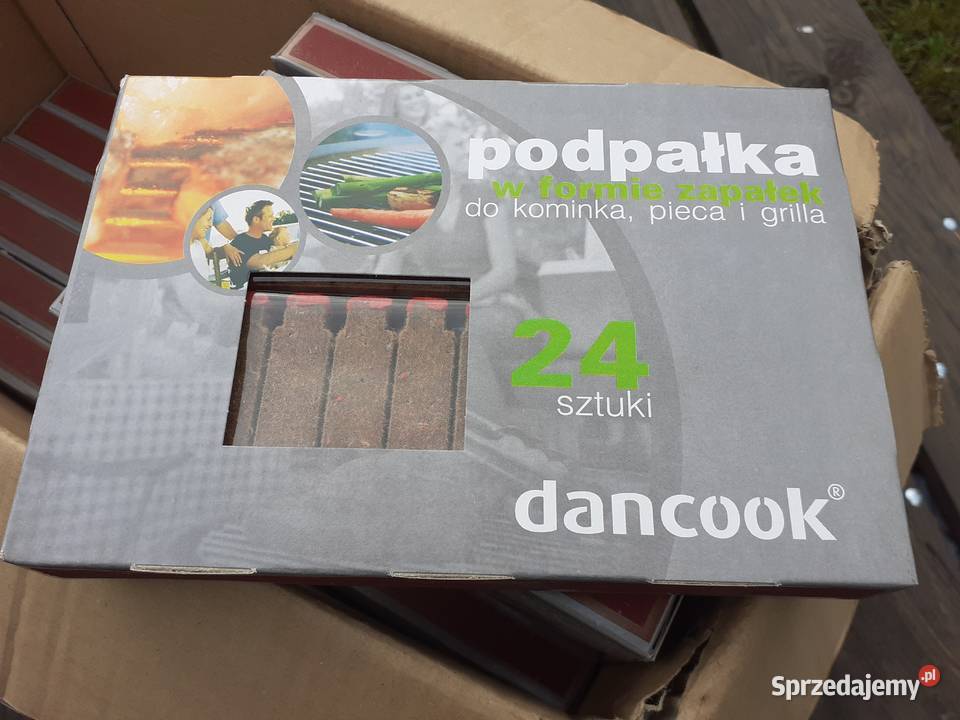 podpałka
w formie zapałek
do kominka, pieca i grilla
24
sztuki
dancook®
Sprzedajemy.pl